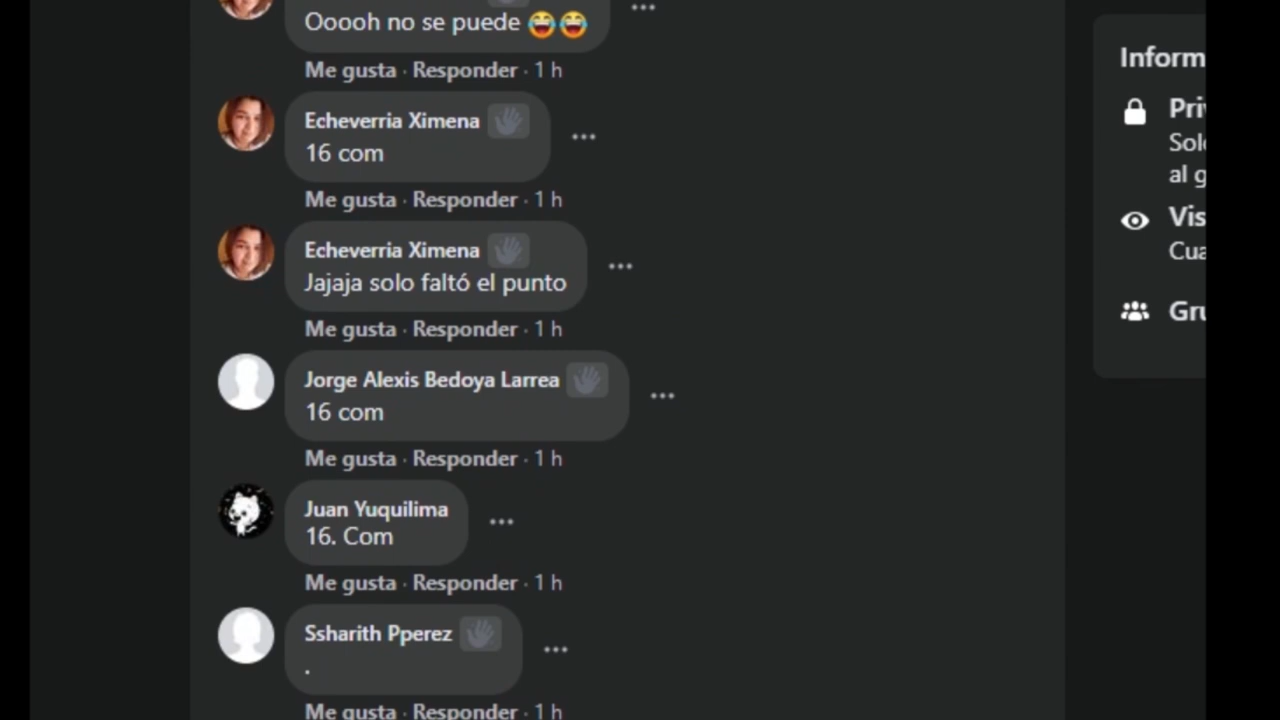 Ooooh no se puede 😂😂
Me gusta · Responder · 1 h
Echeverria Ximena
16 com
Me gusta · Responder · 1 h
Echeverria Ximena
Jajaja solo faltó el punto
Me gusta · Responder · 1 h
Jorge Alexis Bedoya Larrea
16 com
Me gusta · Responder · 1 h
Juan Yuquilima
16. Com
Me gusta · Responder · 1 h
Ssharith Pperez
.
Me gusta · Responder · 1 h
Inform
Pri
Sol
al g
Vis
Cua
Gru